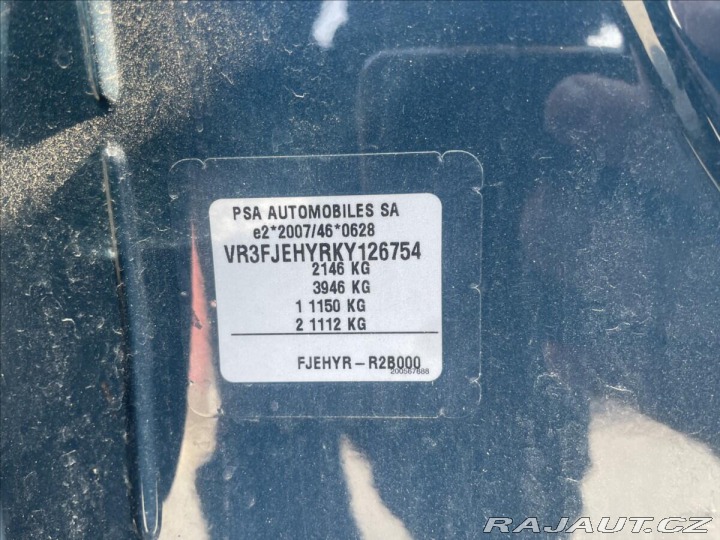 PSA AUTOMOBILES SA
e2*2007/46*0628
VR3FJEHYRKY126754
2146 KG
3946 KG
1 1150 KG
2 1112 KG
FJEHYR-R2B000
200567888
RAJAUT.CZ